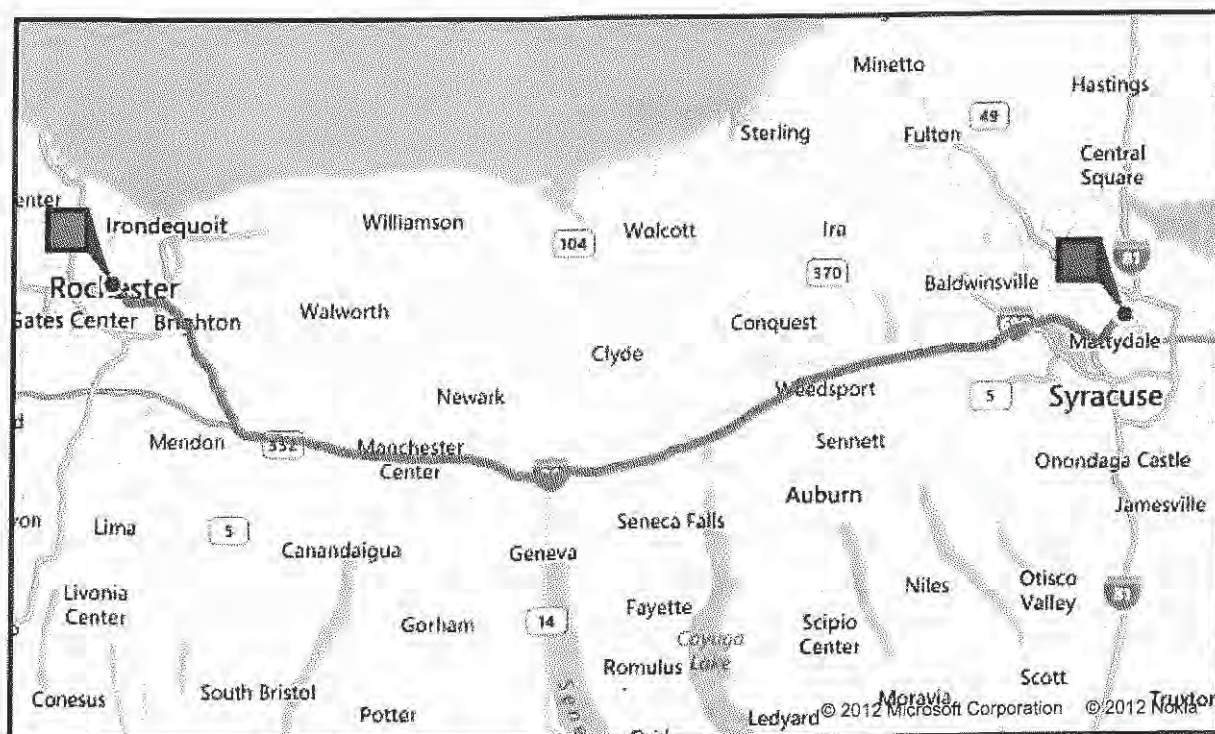 Minetto
Hastings
49
Sterling
Fulton
Central
Square
enter
Irondequoit
Williamson
104
Wolcott
Ira
370
Baldwinsville
Rochester
Gates Center
Brighton
Walworth
Conquest
Mattydale
Clyde
Newark
Weedsport
5
Syracuse
d
Mendon
332
Manchester
Center
Sennett
Onondaga Castle
Auburn
Jamesville
Lima
5
Canandaigua
Geneva
Seneca Falls
Livonia
Center
Niles
Otisco
Valley
Gorham
14
Fayette
Cayuga
Lake
Scipio
Center
Romulus
Conesus
South Bristol
Potter
Ledyard
Moravia
Scott
Truxton
© 2012 Microsoft Corporation © 2012 Nokia